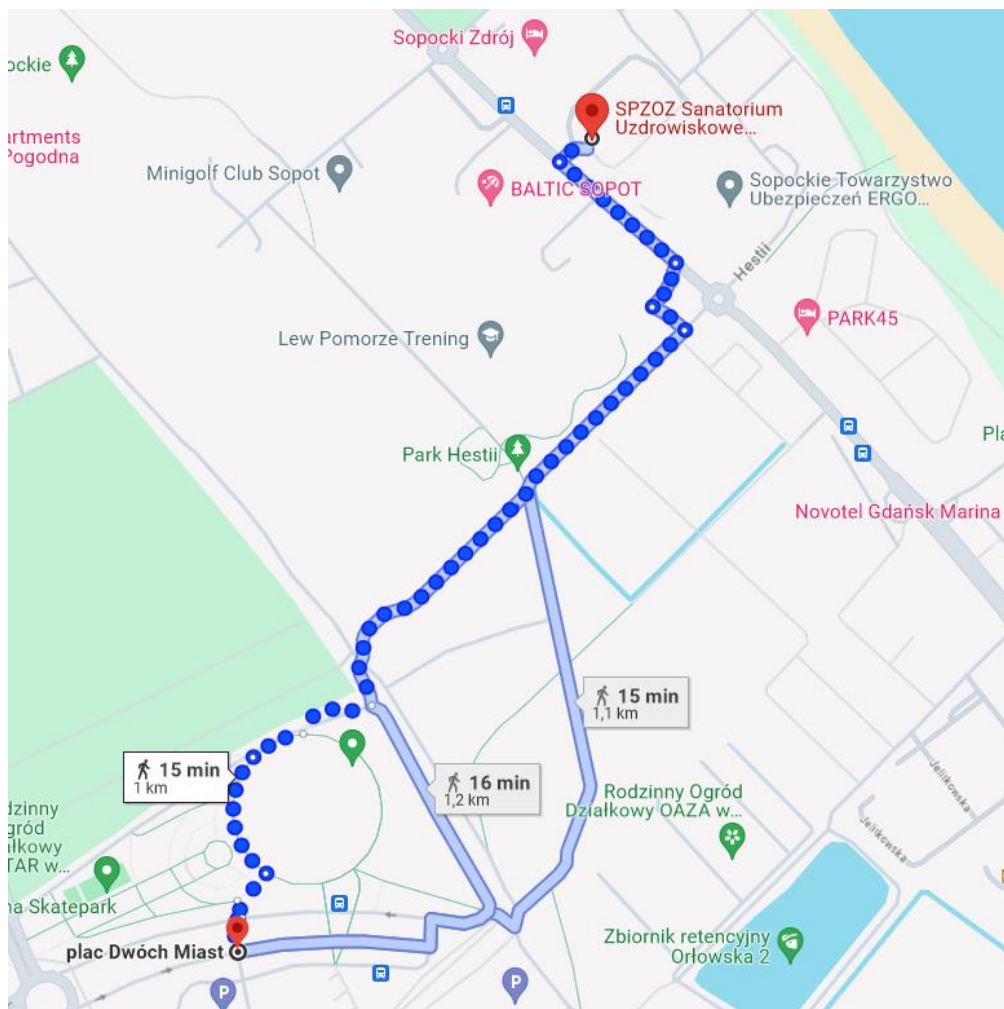 Sopocki Zdrój
ockie
SPZOZ Sanatorium
Uzdrowiskowe...
artments
Pogodna
Minigolf Club Sopot
BALTIC SOPOT
Sopockie Towarzystwo
Ubezpieczeń ERGO...
Hestii
PARK45
Lew Pomorze Trening
Park Hestii
Pla
Novotel Gdańsk Marina
15 min
1,1 km
15 min
1 km
16 min
1,2 km
Rodzinny Ogród
Działkowy OAZA w...
Jelitkowska
Jelitkowska
dzinny
gród
ałkowy
TAR w...
na Skatepark
plac Dwóch Miast
Zbiornik retencyjny
Orłowska 2
P
P